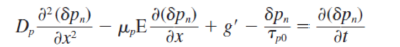 D_p ∂²(δp_n)/∂x² − μ_p E ∂(δp_n)/∂x + g′ − δp_n/τ_p0 = ∂(δp_n)/∂t